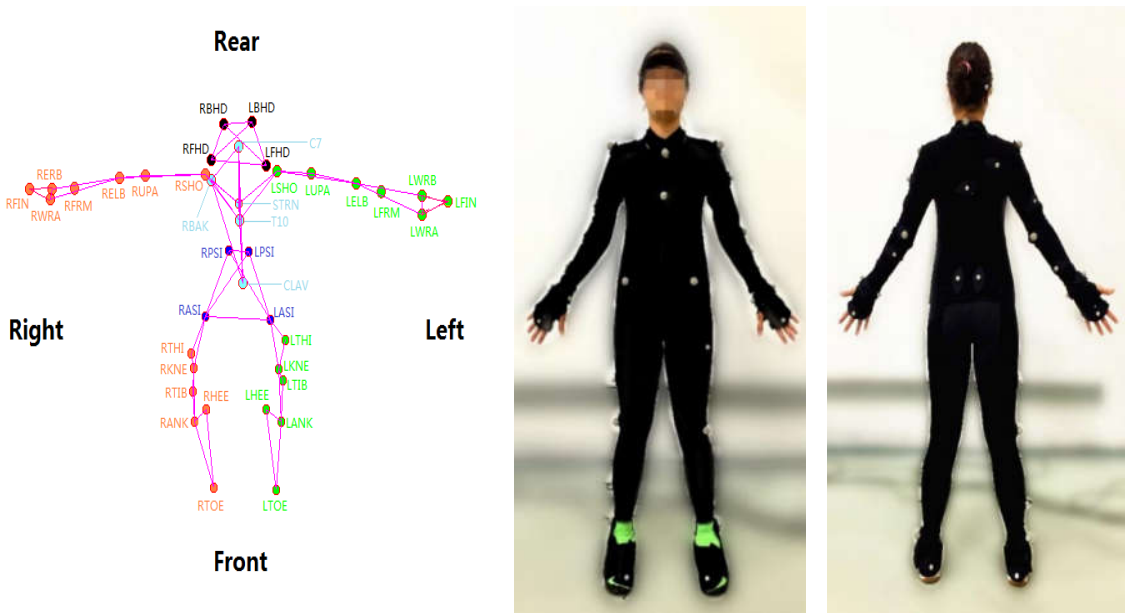 Rear
RBHD LBHD
C7
RFHD LFHD
RERB RUPA RSHO LSHO LUPA LWRB
RELB LELB
RFIN RFRM STRN LFRM LFIN
RWRA RBAK T10 LWRA
RPSI LPSI
CLAV
RASI LASI
Right Left
RTHI LTHI
RKNE LKNE
RTIB LTIB
RHEE LHEE
RANK LANK
RTOE LTOE
Front